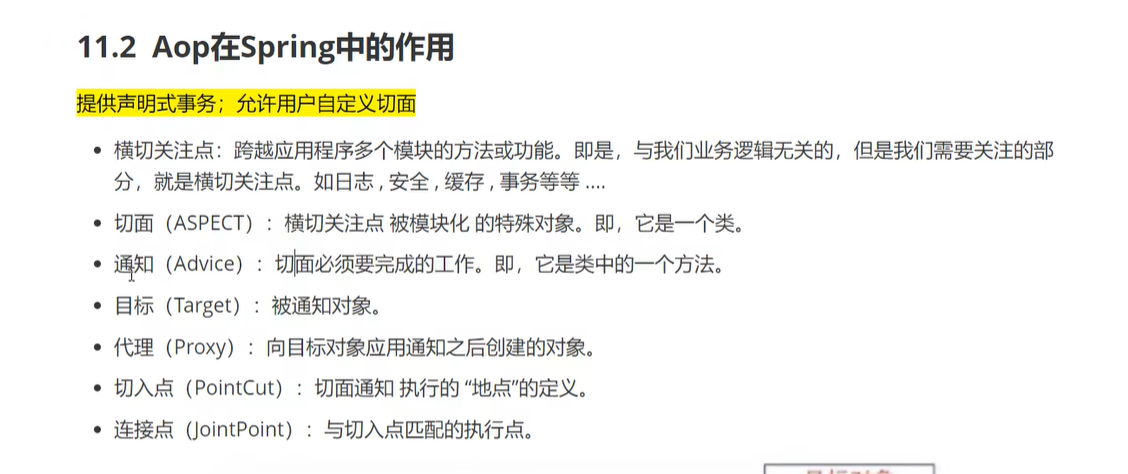 11.2 Aop在Spring中的作用
提供声明式事务；允许用户自定义切面
横切关注点：跨越应用程序多个模块的方法或功能。即是，与我们业务逻辑无关的，但是我们需要关注的部
分，就是横切关注点。如日志 , 安全 , 缓存 , 事务等等 ....
切面（ASPECT）：横切关注点 被模块化 的特殊对象。即，它是一个类。
通知（Advice）：切面必须要完成的工作。即，它是类中的一个方法。
目标（Target）：被通知对象。
代理（Proxy）：向目标对象应用通知之后创建的对象。
切入点（PointCut）：切面通知 执行的 “地点”的定义。
连接点（JointPoint）：与切入点匹配的执行点。